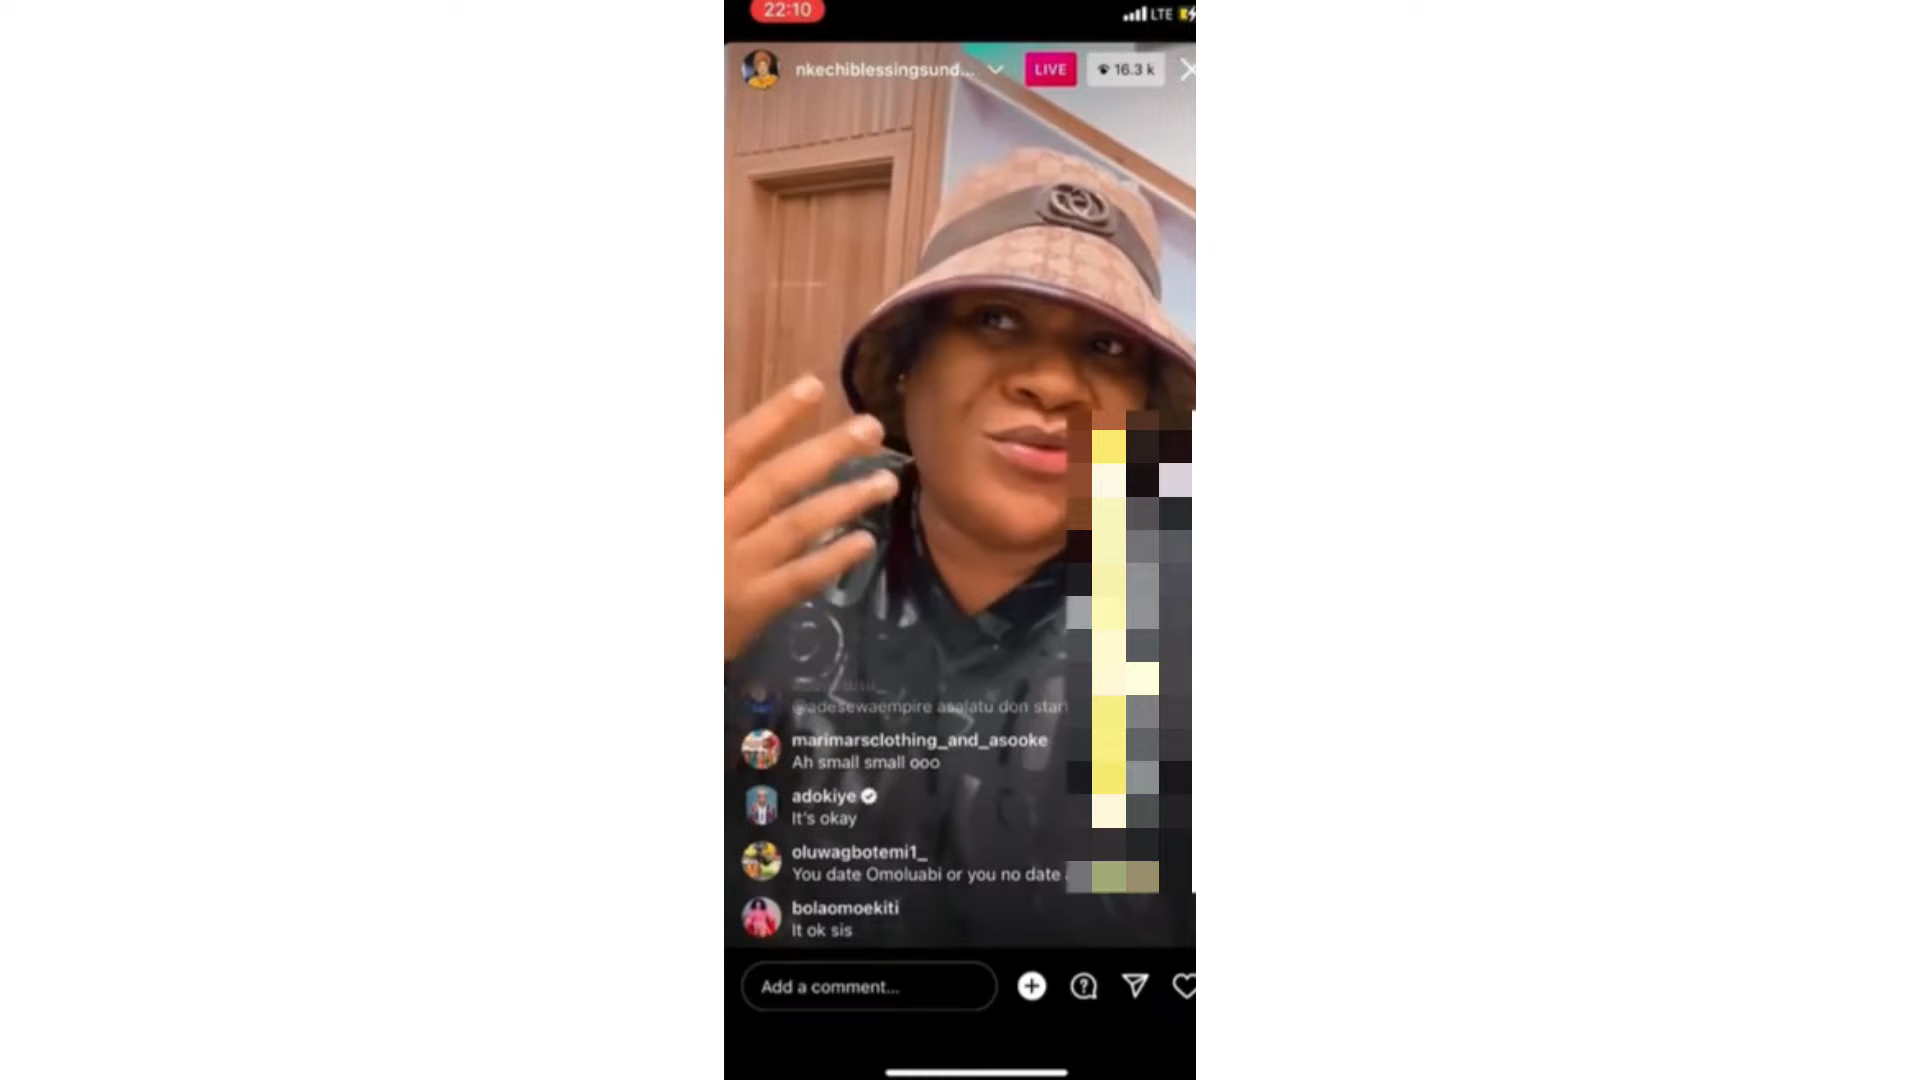 22:10
LTE
nkechiblessingsund...
LIVE
16.3 k
@adesewaempire asalatu don star
marimarsclothing_and_asooke
Ah small small ooo
adokiye
It's okay
oluwagbotemi1_
You date Omoluabi or you no date
bolaomoekiti
It ok sis
Add a comment...